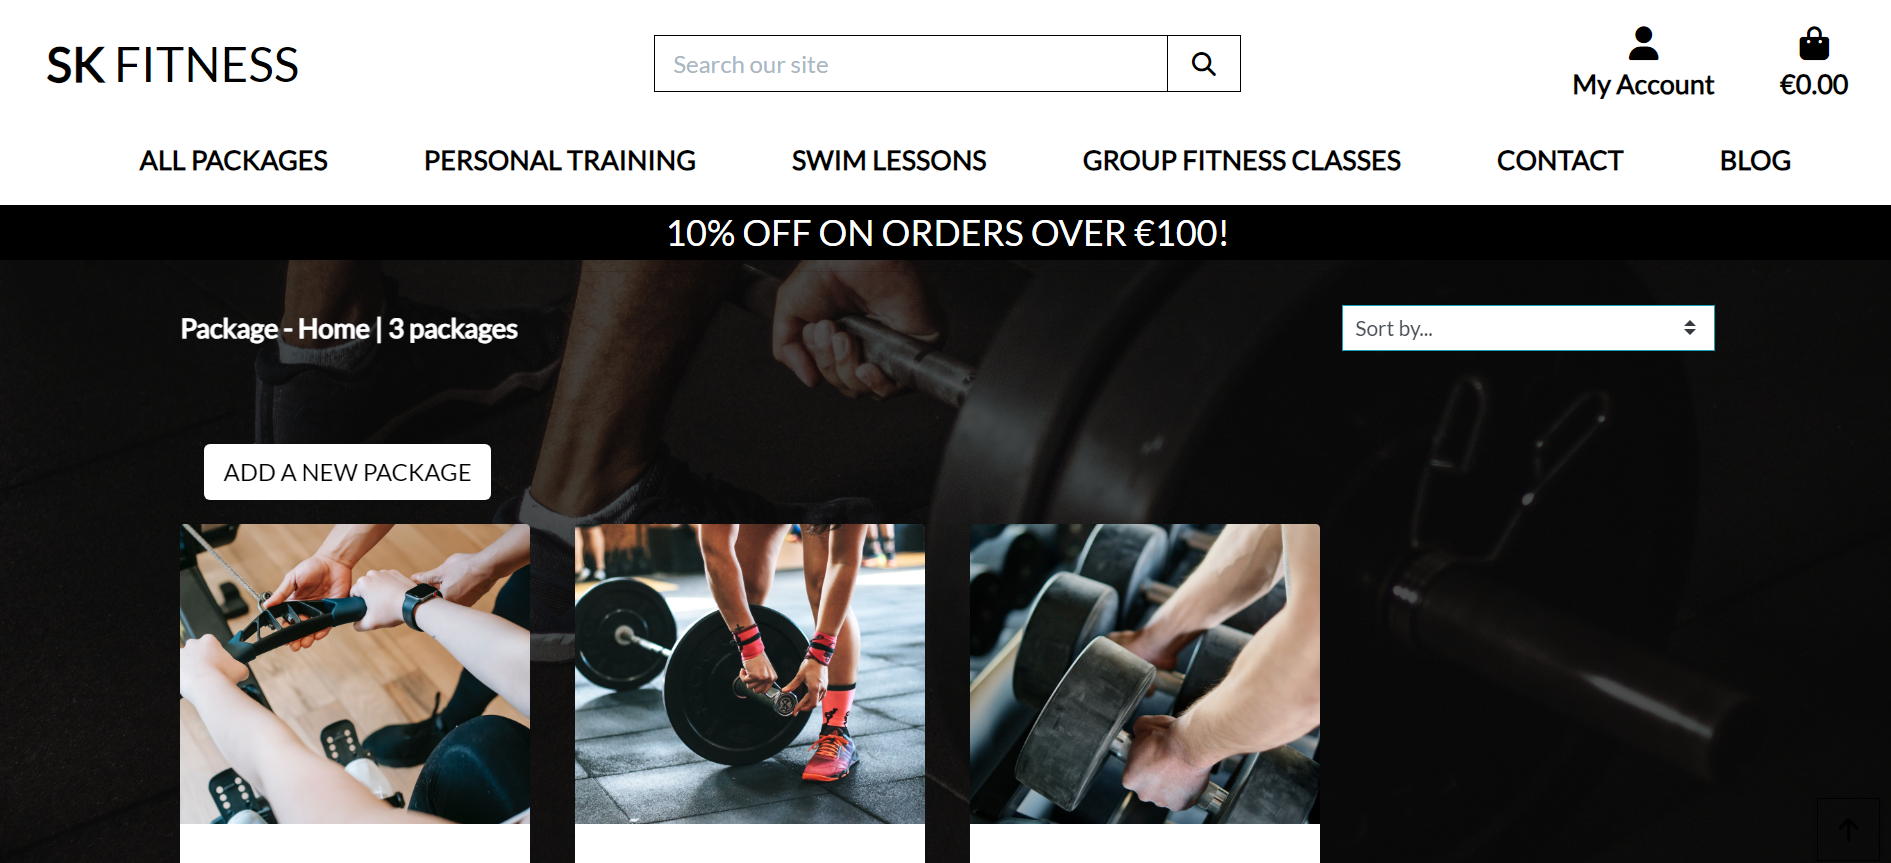 SK FITNESS
Search our site
My Account
€0.00
ALL PACKAGES
PERSONAL TRAINING
SWIM LESSONS
GROUP FITNESS CLASSES
CONTACT
BLOG
10% OFF ON ORDERS OVER €100!
Package - Home | 3 packages
Sort by...
ADD A NEW PACKAGE